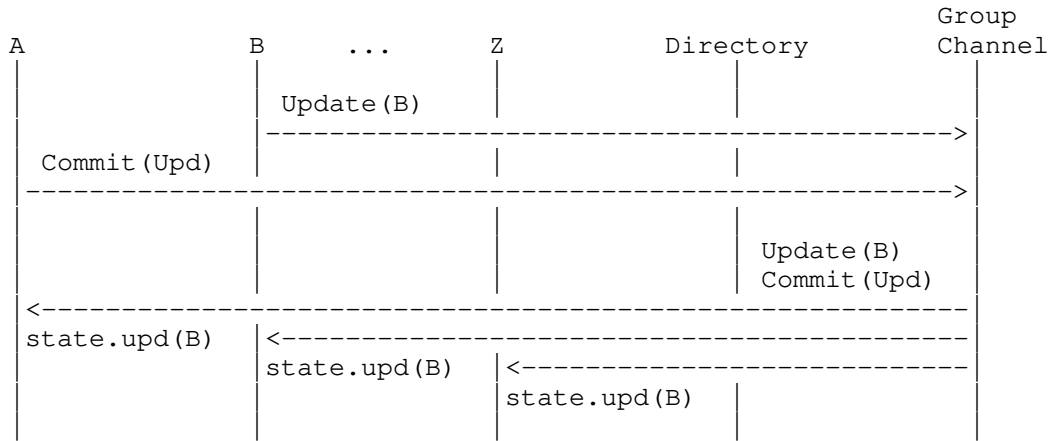 Group
A B ... Z Directory Channel
Update(B)
Commit(Upd)
Update(B)
Commit(Upd)
state.upd(B)
state.upd(B)
state.upd(B)